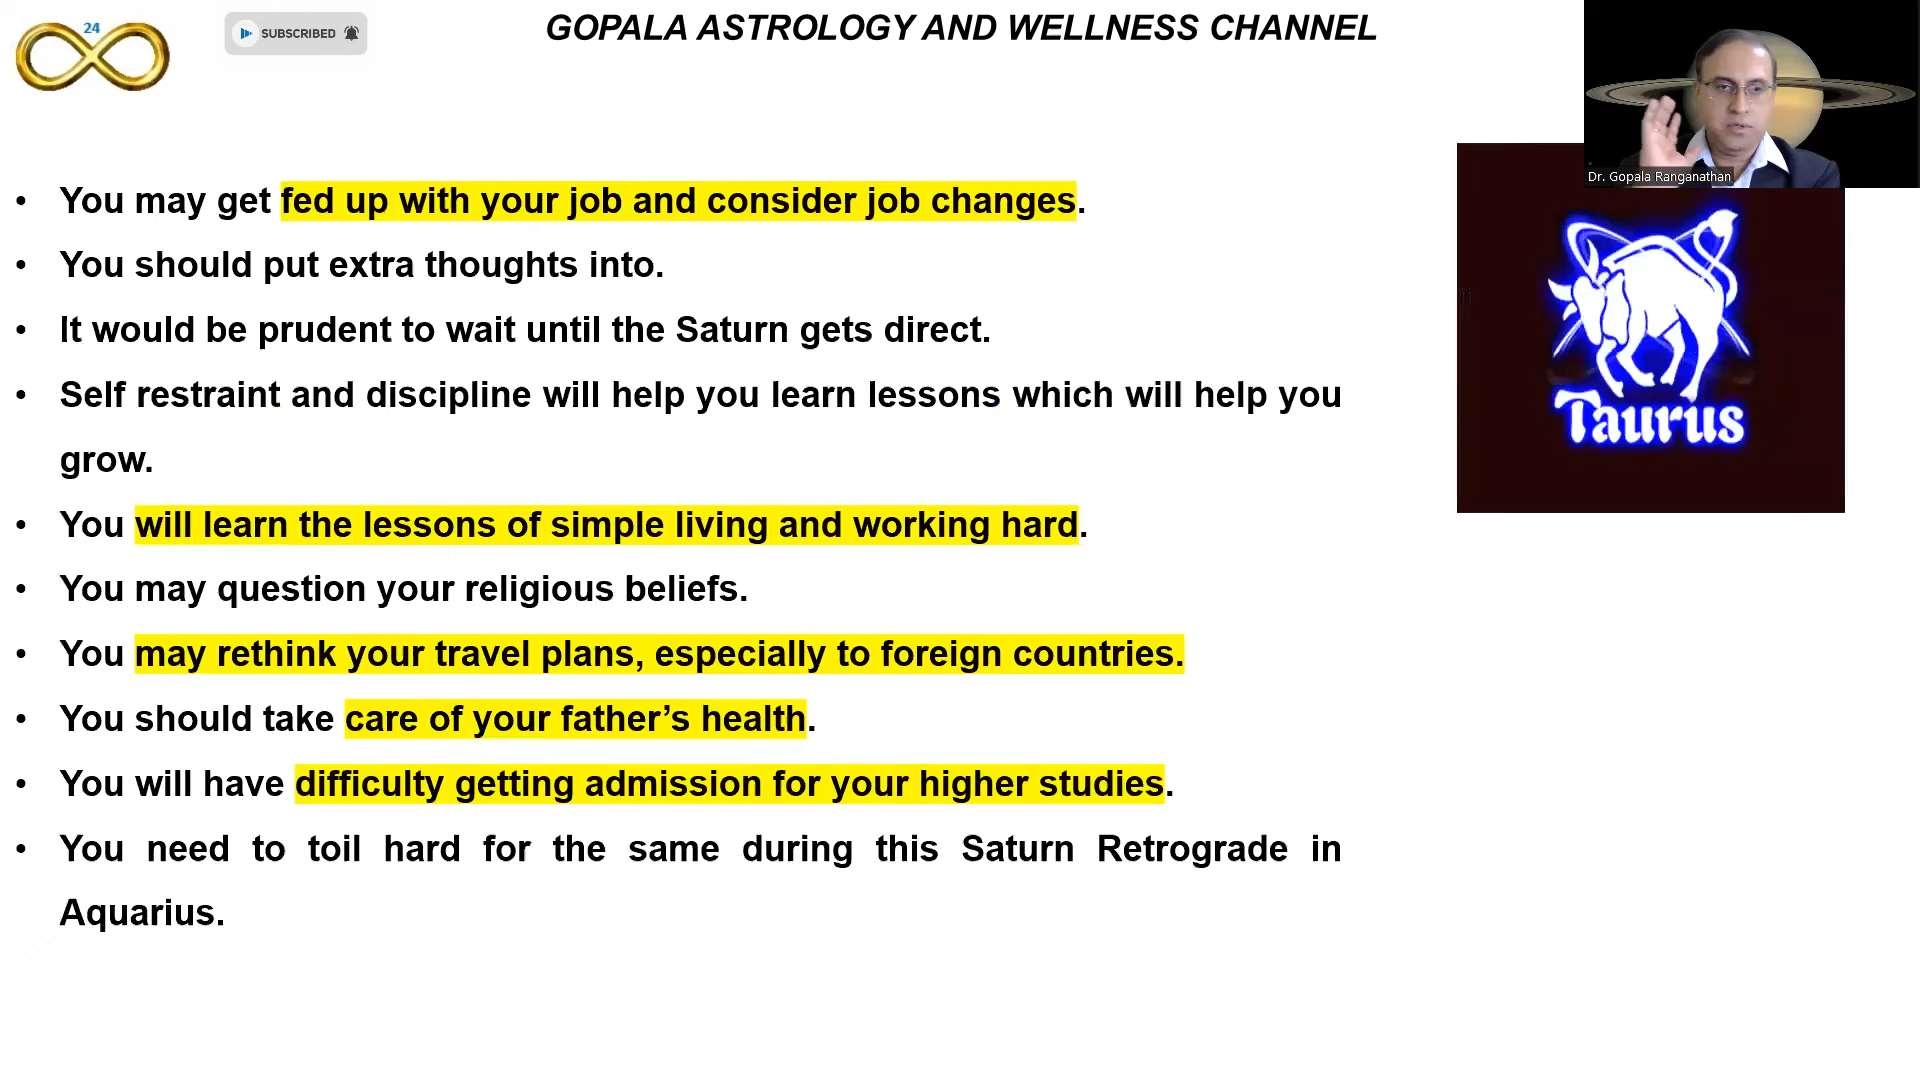 24
SUBSCRIBED
GOPALA ASTROLOGY AND WELLNESS CHANNEL
Dr. Gopala Ranganathan
• You may get fed up with your job and consider job changes.
• You should put extra thoughts into.
• It would be prudent to wait until the Saturn gets direct.
• Self restraint and discipline will help you learn lessons which will help you
grow.
• You will learn the lessons of simple living and working hard.
• You may question your religious beliefs.
• You may rethink your travel plans, especially to foreign countries.
• You should take care of your father’s health.
• You will have difficulty getting admission for your higher studies.
• You need to toil hard for the same during this Saturn Retrograde in
Aquarius.
Taurus